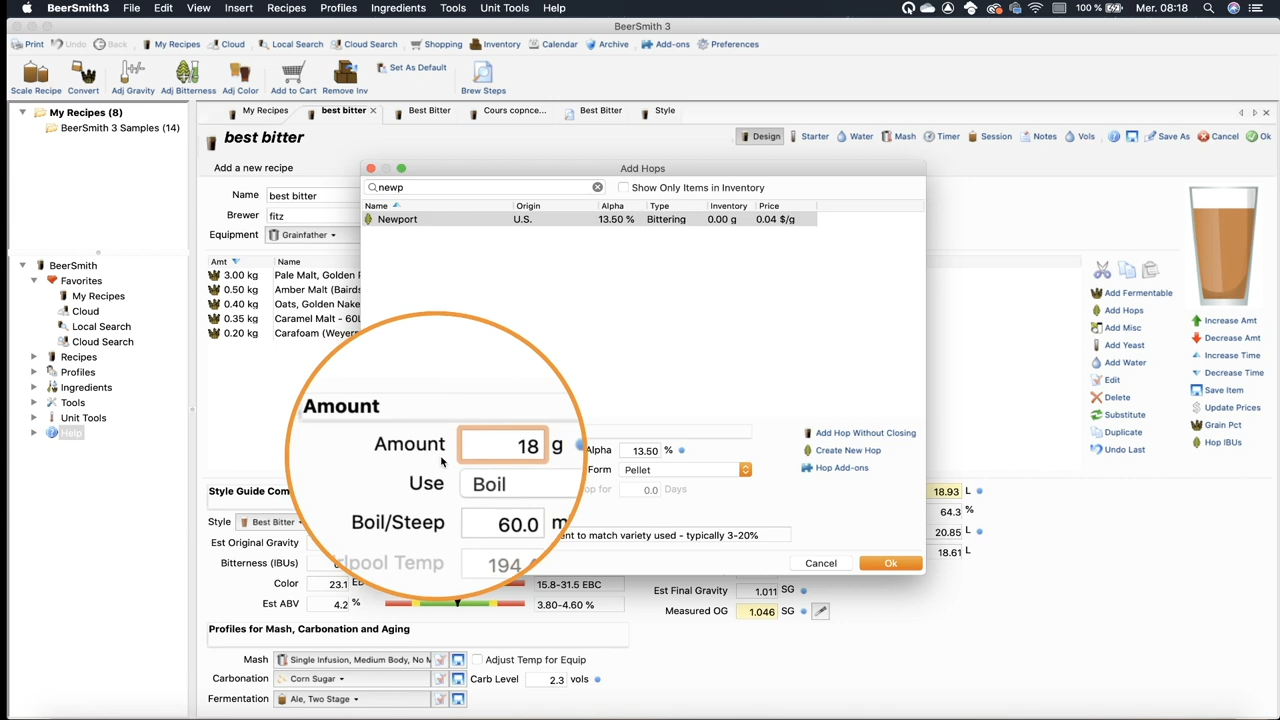 BeerSmith3 File Edit View Insert Recipes Profiles Ingredients Tools Unit Tools Help 100 % Mer. 08:18
BeerSmith 3
Print Undo Back My Recipes Cloud Local Search Cloud Search Shopping Inventory Calendar Archive Add-ons Preferences
Set As Default
Scale Recipe Convert Adj Gravity Adj Bitterness Adj Color Add to Cart Remove Inv Brew Steps
My Recipes (8)
BeerSmith 3 Samples (14)
My Recipes best bitter Best Bitter Cours copnce... Best Bitter Style
best bitter
Design Starter Water Mash Timer Session Notes Vols Save As Cancel Ok
Add a new recipe
Name best bitter
Brewer fitz
Equipment Grainfather
Amt Name
3.00 kg Pale Malt, Golden
0.50 kg Amber Malt (Bairds
0.40 kg Oats, Golden Nake
0.35 kg Caramel Malt - 60L
0.20 kg Carafoam (Weyer
Add Hops
newp Show Only Items in Inventory
Name Origin Alpha Type Inventory Price
Newport U.S. 13.50 % Bittering 0.00 g 0.04 $/g
BeerSmith
Favorites
My Recipes
Cloud
Local Search
Cloud Search
Recipes
Profiles
Ingredients
Tools
Unit Tools
Help
Amount
Amount 18 g
Use Boil
Boil/Steep 60.0 m
lpool Temp 194.
Alpha 13.50 %
Form Pellet
op for 0.0 Days
ent to match variety used - typically 3-20%
Add Hop Without Closing
Create New Hop
Hop Add-ons
Cancel Ok
Add Fermentable
Add Hops
Add Misc
Add Yeast
Add Water
Edit
Delete
Substitute
Duplicate
Undo Last
Increase Amt
Decrease Amt
Increase Time
Decrease Time
Save Item
Update Prices
Grain Pct
Hop IBUs
Style Guide Com
Style Best Bitter
Est Original Gravity
Bitterness (IBUs)
Color 23.1 15.8-31.5 EBC
Est ABV 4.2 % 3.80-4.60 %
18.93 L
64.3 %
20.85 L
18.61 L
Est Final Gravity 1.011 SG
Measured OG 1.046 SG
Profiles for Mash, Carbonation and Aging
Mash Single Infusion, Medium Body, No M Adjust Temp for Equip
Carbonation Corn Sugar Carb Level 2.3 vols
Fermentation Ale, Two Stage